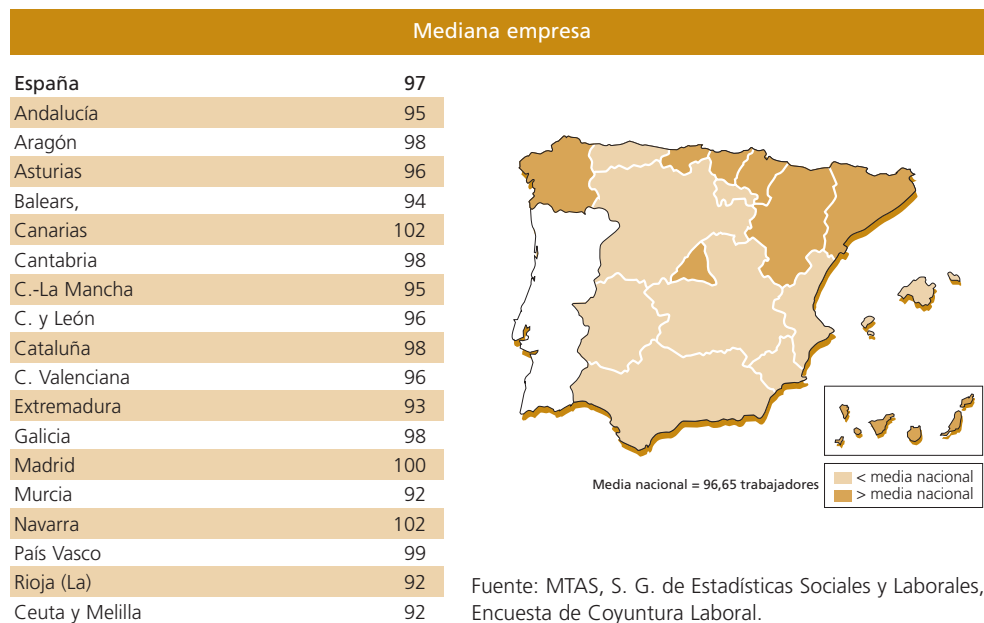 Mediana empresa
España 97
Andalucía 95
Aragón 98
Asturias 96
Balears, 94
Canarias 102
Cantabria 98
C.-La Mancha 95
C. y León 96
Cataluña 98
C. Valenciana 96
Extremadura 93
Galicia 98
Madrid 100
Murcia 92
Navarra 102
País Vasco 99
Rioja (La) 92
Ceuta y Melilla 92
Media nacional = 96,65 trabajadores
< media nacional
> media nacional
Fuente: MTAS, S. G. de Estadísticas Sociales y Laborales,
Encuesta de Coyuntura Laboral.